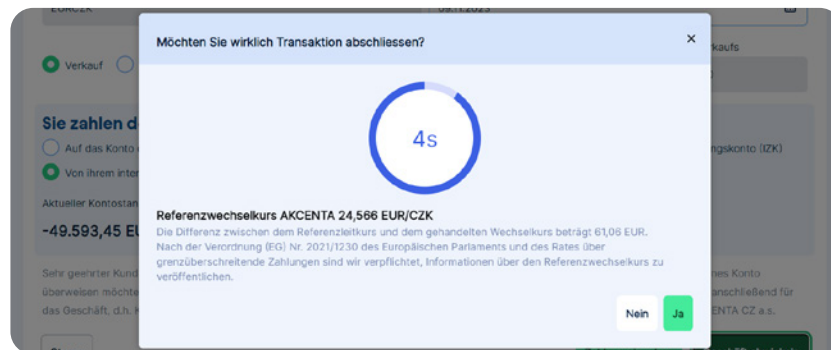 EURCZK
09.11.2023
Möchten Sie wirklich Transaktion abschliessen?
×
Verkauf
kaufs
4s
Sie zahlen d
Auf das Konto
ngskonto (IZK)
Von ihrem inter
Aktueller Kontostan
-49.593,45 EU
Referenzwechselkurs AKCENTA 24,566 EUR/CZK
Die Differenz zwischen dem Referenzleitkurs und dem gehandelten Wechselkurs beträgt 61,06 EUR.
Nach der Verordnung (EG) Nr. 2021/1230 des Europäischen Parlaments und des Rates über
grenzüberschreitende Zahlungen sind wir verpflichtet, Informationen über den Referenzwechselkurs zu
veröffentlichen.
Sehr geehrter Kund
nes Konto
überweisen möchte
anschließend für
das Geschäft, d.h.
ENTA CZ a.s.
Nein
Ja